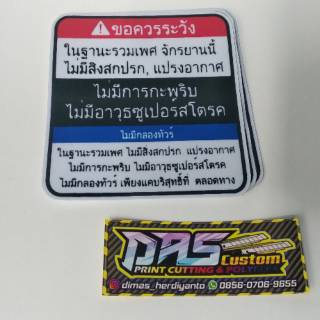 ขอควรระวัง
ในฐานะรวมเพศ จักรยานนี้
ไม่มีสิงสกปรก, แปรงอากาศ
ไม่มีการกะพริบ
ไม่มีอาวุธซูเปอร์สโตรค
ไม่มีกลองทัวร์
ในฐานะรวมเพศ ไม่มีสิงสกปรก แปรงอากาศ
ไม่มีการกะพริบ ไม่มีอาวุธซูเปอร์สโตรค
ไม่มีกลองทัวร์ เพียงแคบริสุทธิ์ที่ ตลอดทาง
DAS Custom
PRINT CUTTING & POLY
dimas_herdiyanto 0856-0706-9655